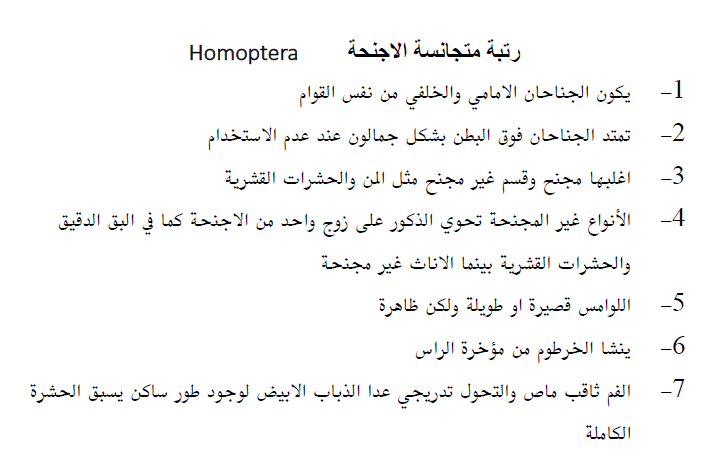 رتبة متجانسة الاجنحة Homoptera
1- يكون الجناحان الامامي والخلفي من نفس القوام
2- تمتد الجناحان فوق البطن بشكل جمالون عند عدم الاستخدام
3- اغلبها مجنح وقسم غير مجنح مثل المن والحشرات القشرية
4- الأنواع غير المجنحة تحوي الذكور على زوج واحد من الاجنحة كما في البق الدقيق
والحشرات القشرية بينما الاناث غير مجنحة
5- اللوامس قصيرة او طويلة ولكن ظاهرة
6- ينشا الخرطوم من مؤخرة الراس
7- الفم ثاقب ماص والتحول تدريجي عدا الذباب الابيض لوجود طور ساكن يسبق الحشرة
الكاملة